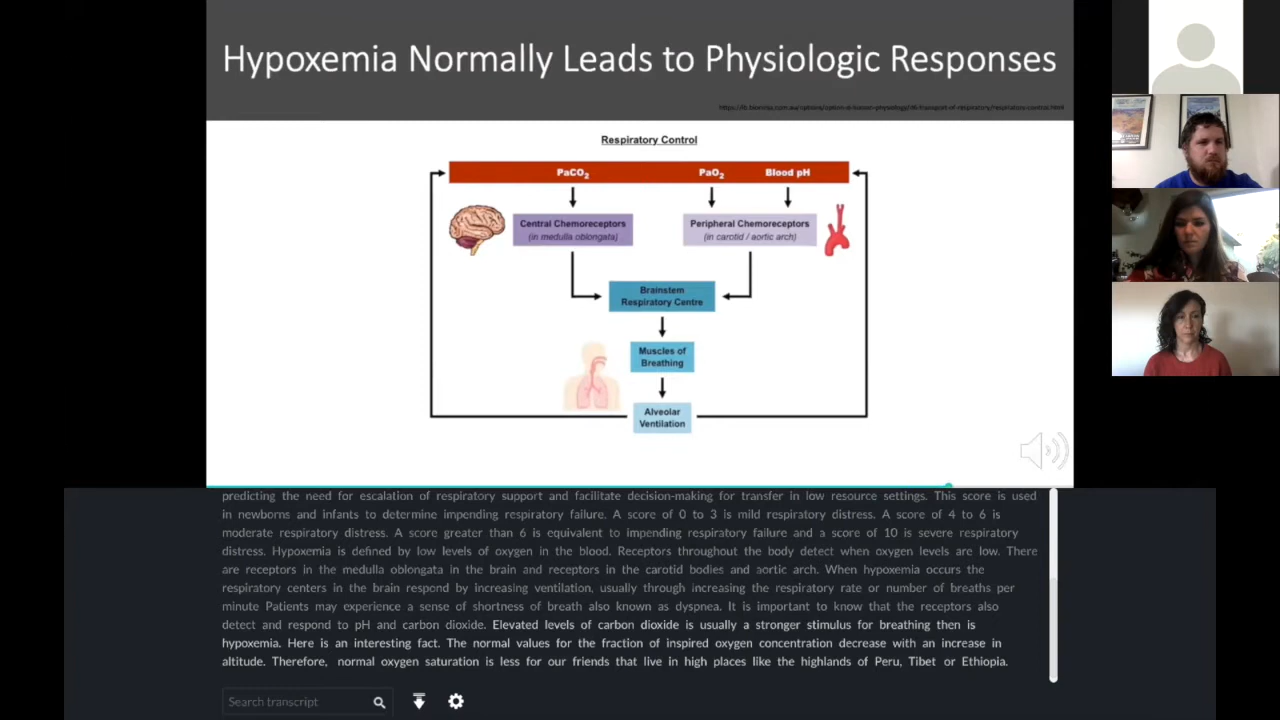 Hypoxemia Normally Leads to Physiologic Responses
Respiratory Control
PaCO₂ PaO₂ Blood pH
Central Chemoreceptors
(in medulla oblongata)
Peripheral Chemoreceptors
(in carotid / aortic arch)
Brainstem
Respiratory Centre
Muscles of
Breathing
Alveolar
Ventilation
predicting the need for escalation of respiratory support and facilitate decision-making for transfer in low resource settings. This score is used
in newborns and infants to determine impending respiratory failure. A score of 0 to 3 is mild respiratory distress. A score of 4 to 6 is
moderate respiratory distress. A score greater than 6 is equivalent to impending respiratory failure and a score of 10 is severe respiratory
distress. Hypoxemia is defined by low levels of oxygen in the blood. Receptors throughout the body detect when oxygen levels are low. There
are receptors in the medulla oblongata in the brain and receptors in the carotid bodies and aortic arch. When hypoxemia occurs the
respiratory centers in the brain respond by increasing ventilation, usually through increasing the respiratory rate or number of breaths per
minute Patients may experience a sense of shortness of breath also known as dyspnea. It is important to know that the receptors also
detect and respond to pH and carbon dioxide. Elevated levels of carbon dioxide is usually a stronger stimulus for breathing then is
hypoxemia. Here is an interesting fact. The normal values for the fraction of inspired oxygen concentration decrease with an increase in
altitude. Therefore, normal oxygen saturation is less for our friends that live in high places like the highlands of Peru, Tibet or Ethiopia.
Search transcript